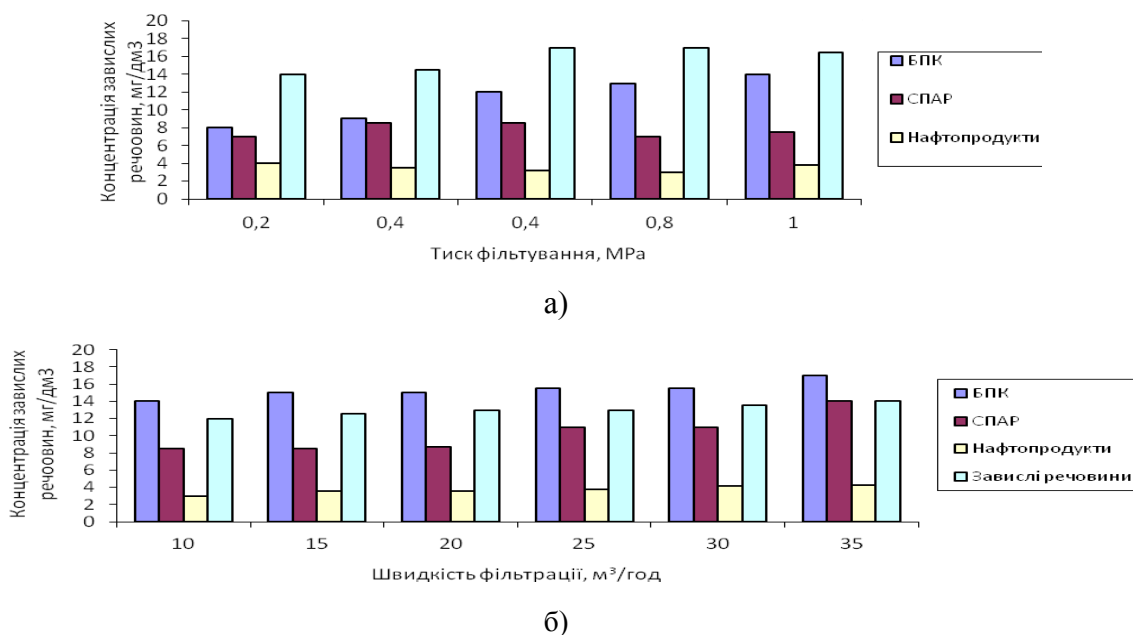 Концентрація завислих
речоовин, мг/дм3
20
18
16
14
12
10
8
6
4
2
0
0,2 0,4 0,4 0,8 1
Тиск фільтування, МРа
БПК
СПАР
Нафтопродукти
а)
Концентрація завислих
речоовин, мг/дм3
20
18
16
14
12
10
8
6
4
2
0
10 15 20 25 30 35
Швидкість фільтрації, м³/год
БПК
СПАР
Нафтопродукти
Завислі речовини
б)